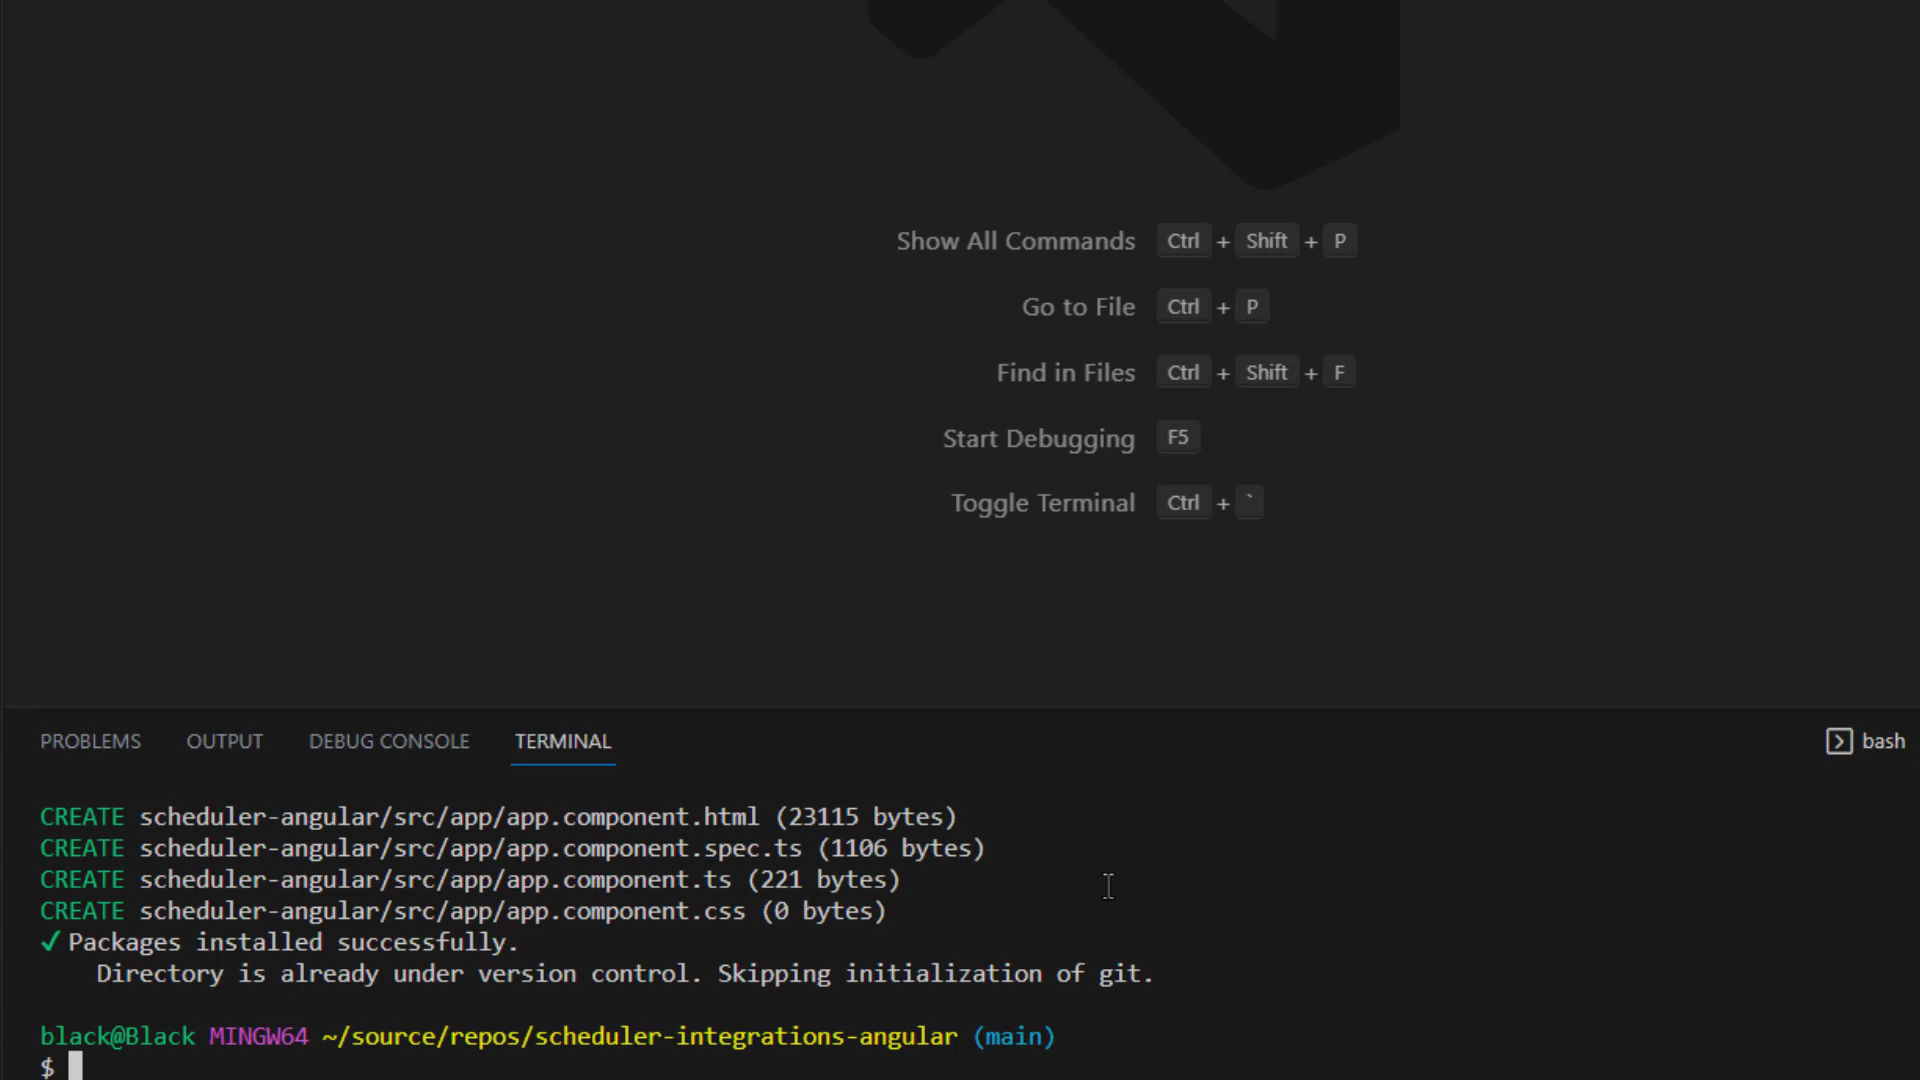 Show All Commands Ctrl + Shift + P
Go to File Ctrl + P
Find in Files Ctrl + Shift + F
Start Debugging F5
Toggle Terminal Ctrl + `
PROBLEMS OUTPUT DEBUG CONSOLE TERMINAL bash
CREATE scheduler-angular/src/app/app.component.html (23115 bytes)
CREATE scheduler-angular/src/app/app.component.spec.ts (1106 bytes)
CREATE scheduler-angular/src/app/app.component.ts (221 bytes)
CREATE scheduler-angular/src/app/app.component.css (0 bytes)
✓ Packages installed successfully.
Directory is already under version control. Skipping initialization of git.
black@Black MINGW64 ~/source/repos/scheduler-integrations-angular (main)
$